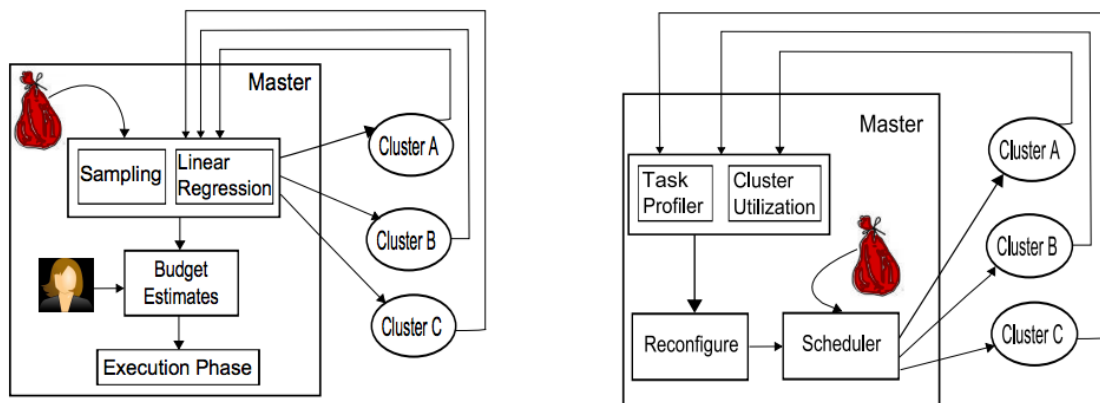 Master
Sampling
Linear
Regression
Cluster A
Cluster B
Cluster C
Budget
Estimates
Execution Phase
Master
Task
Profiler
Cluster
Utilization
Reconfigure
Scheduler
Cluster A
Cluster B
Cluster C